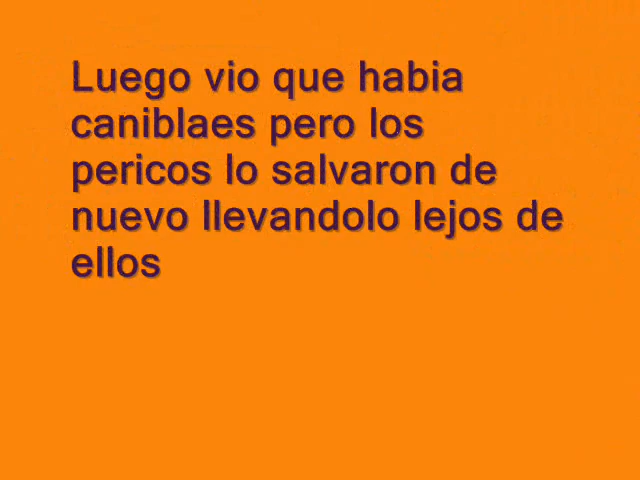 Luego vio que habia
caniblaes pero los
pericos lo salvaron de
nuevo llevandolo lejos de
ellos